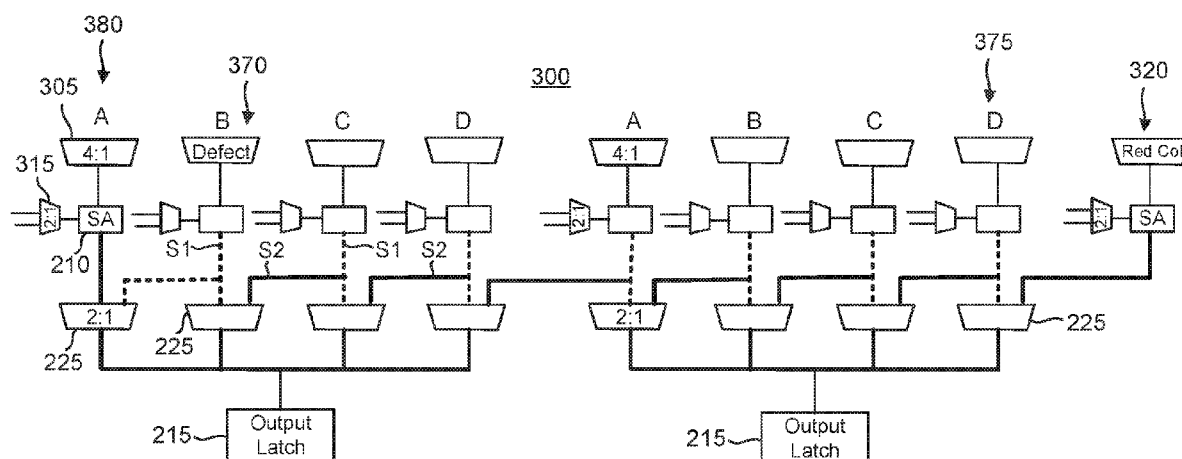 380
370
300
375
320
305
A
B
C
D
A
B
C
D
4:1
Defect
4:1
Red Col
315
2:1
SA
2:1
2:1
SA
210
S1
S2
S1
S2
2:1
2:1
225
225
225
215
Output
Latch
215
Output
Latch